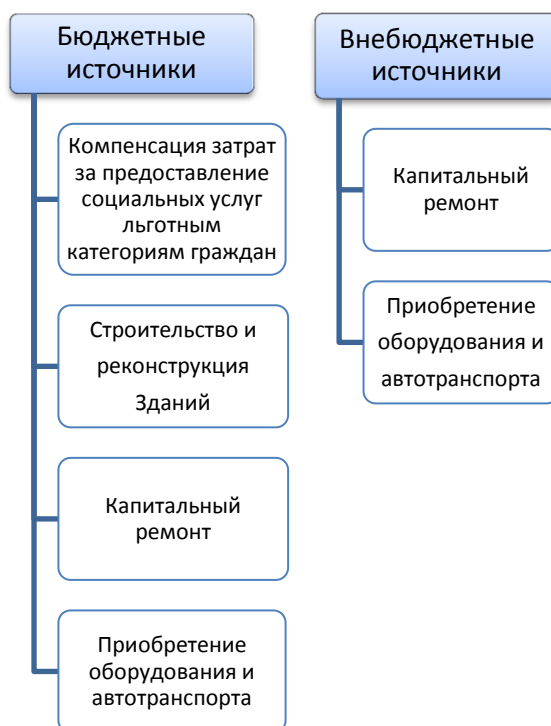 Бюджетные
источники
Компенсация затрат
за предоставление
социальных услуг
льготным
категориям граждан
Строительство и
реконструкция
Зданий
Капитальный
ремонт
Приобретение
оборудования и
автотранспорта
Внебюджетные
источники
Капитальный
ремонт
Приобретение
оборудования и
автотранспорта